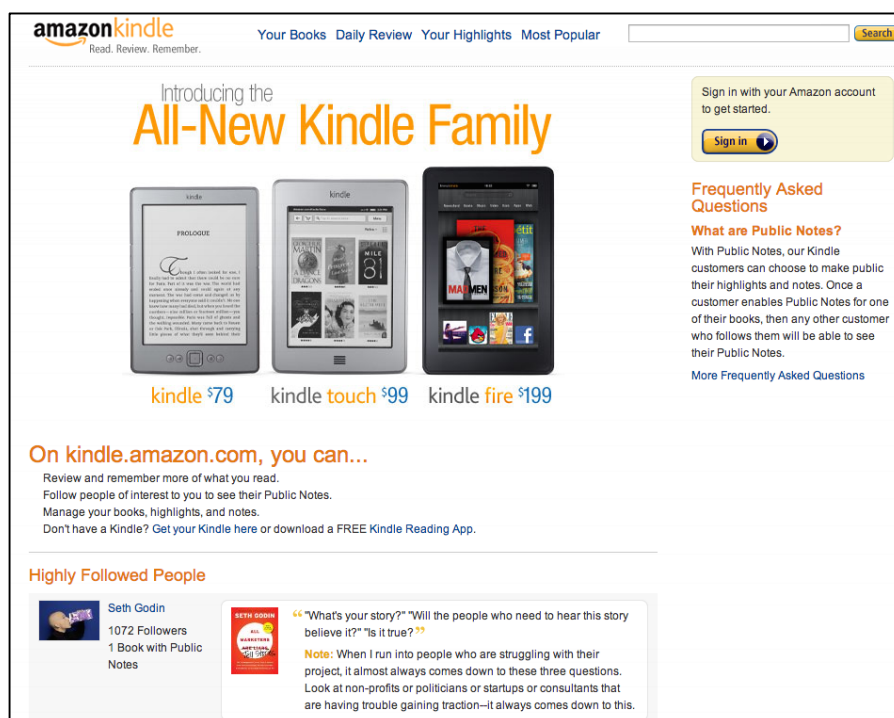 amazonkindle
Read. Review. Remember.
Your Books Daily Review Your Highlights Most Popular
Search
Introducing the
All-New Kindle Family
Sign in with your Amazon account
to get started.
Sign in
kindle
PROLOGUE
kindle
MILE
81
MAD MEN
kindle $79
kindle touch $99
kindle fire $199
Frequently Asked
Questions
What are Public Notes?
With Public Notes, our Kindle
customers can choose to make public
their highlights and notes. Once a
customer enables Public Notes for one
of their books, then any other customer
who follows them will be able to see
their Public Notes.
More Frequently Asked Questions
On kindle.amazon.com, you can...
Review and remember more of what you read.
Follow people of interest to you to see their Public Notes.
Manage your books, highlights, and notes.
Don't have a Kindle? Get your Kindle here or download a FREE Kindle Reading App.
Highly Followed People
Seth Godin
1072 Followers
1 Book with Public
Notes
SETH GODIN
ALL
MARKETERS
“"What's your story?" "Will the people who need to hear this story
believe it?" "Is it true?”
Note: When I run into people who are struggling with their
project, it almost always comes down to these three questions.
Look at non-profits or politicians or startups or consultants that
are having trouble gaining traction--it always comes down to this.